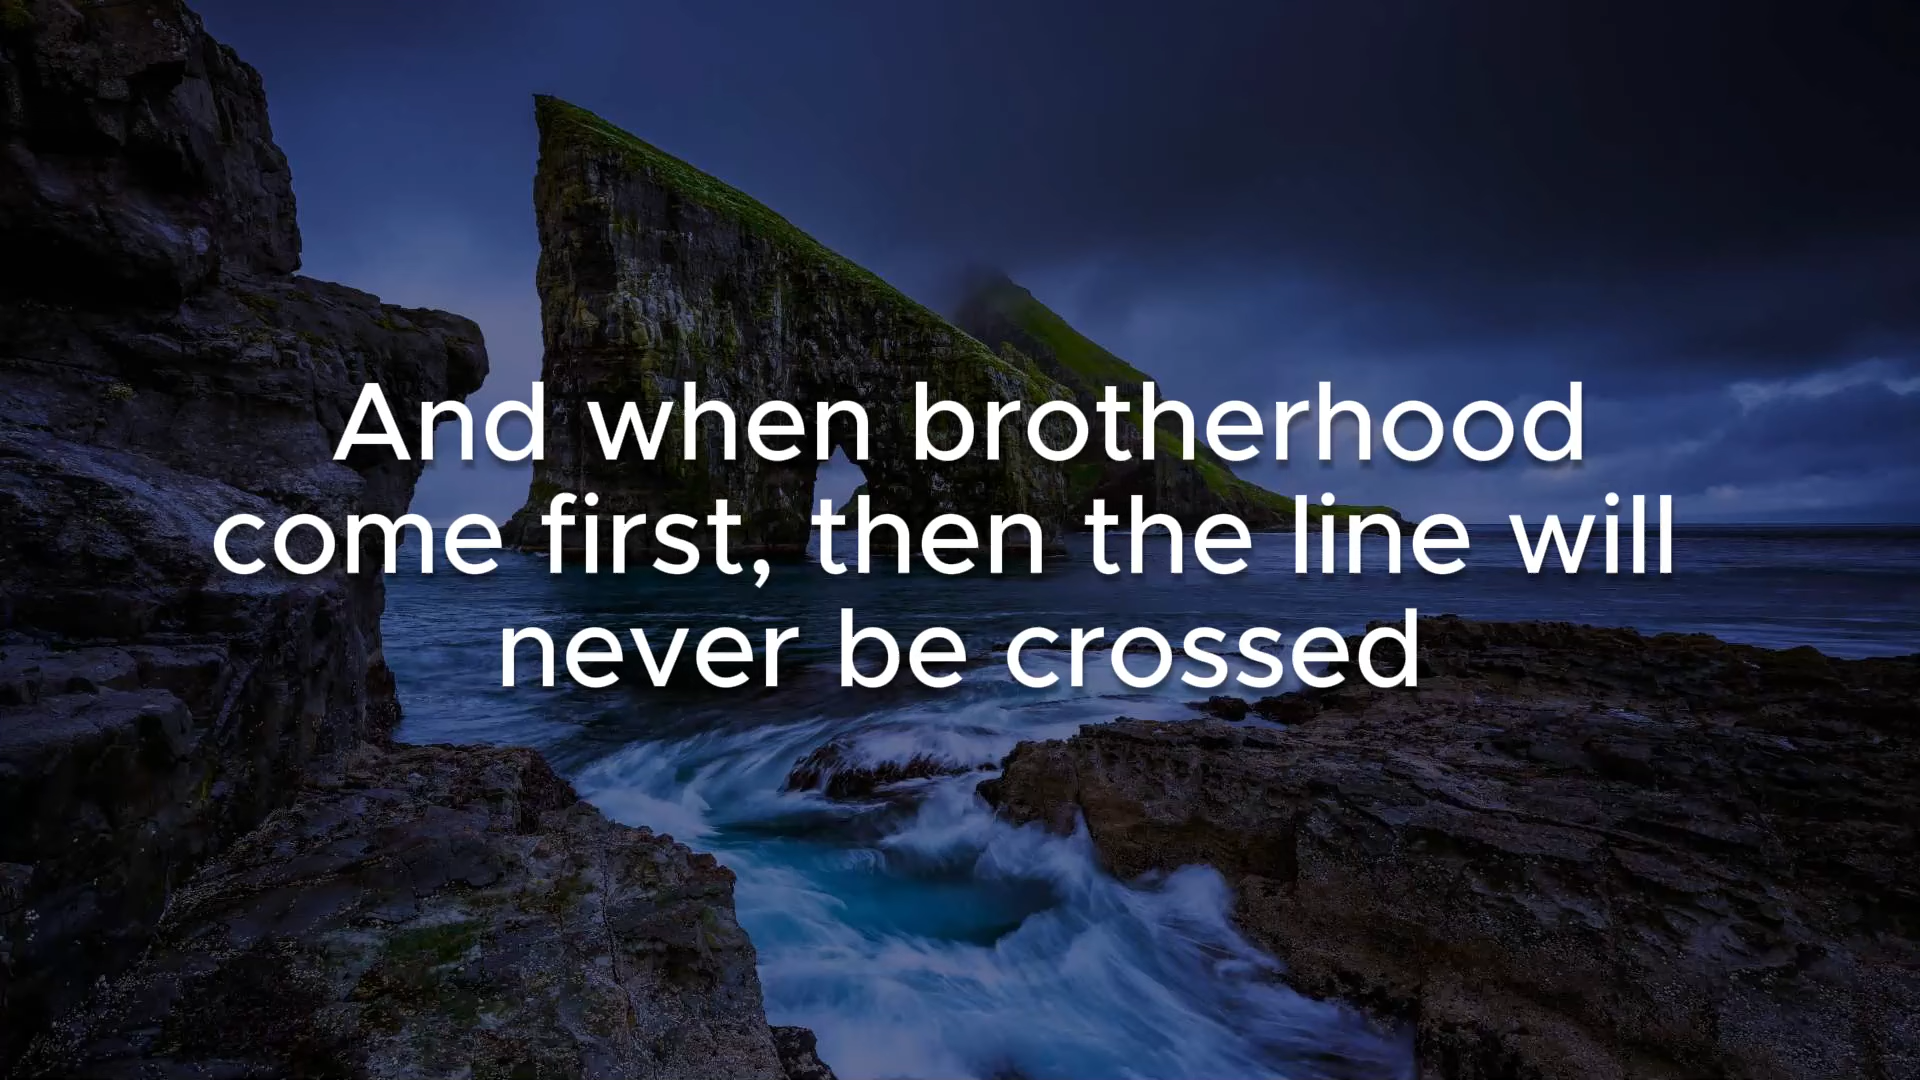 And when brotherhood
come first, then the line will
never be crossed